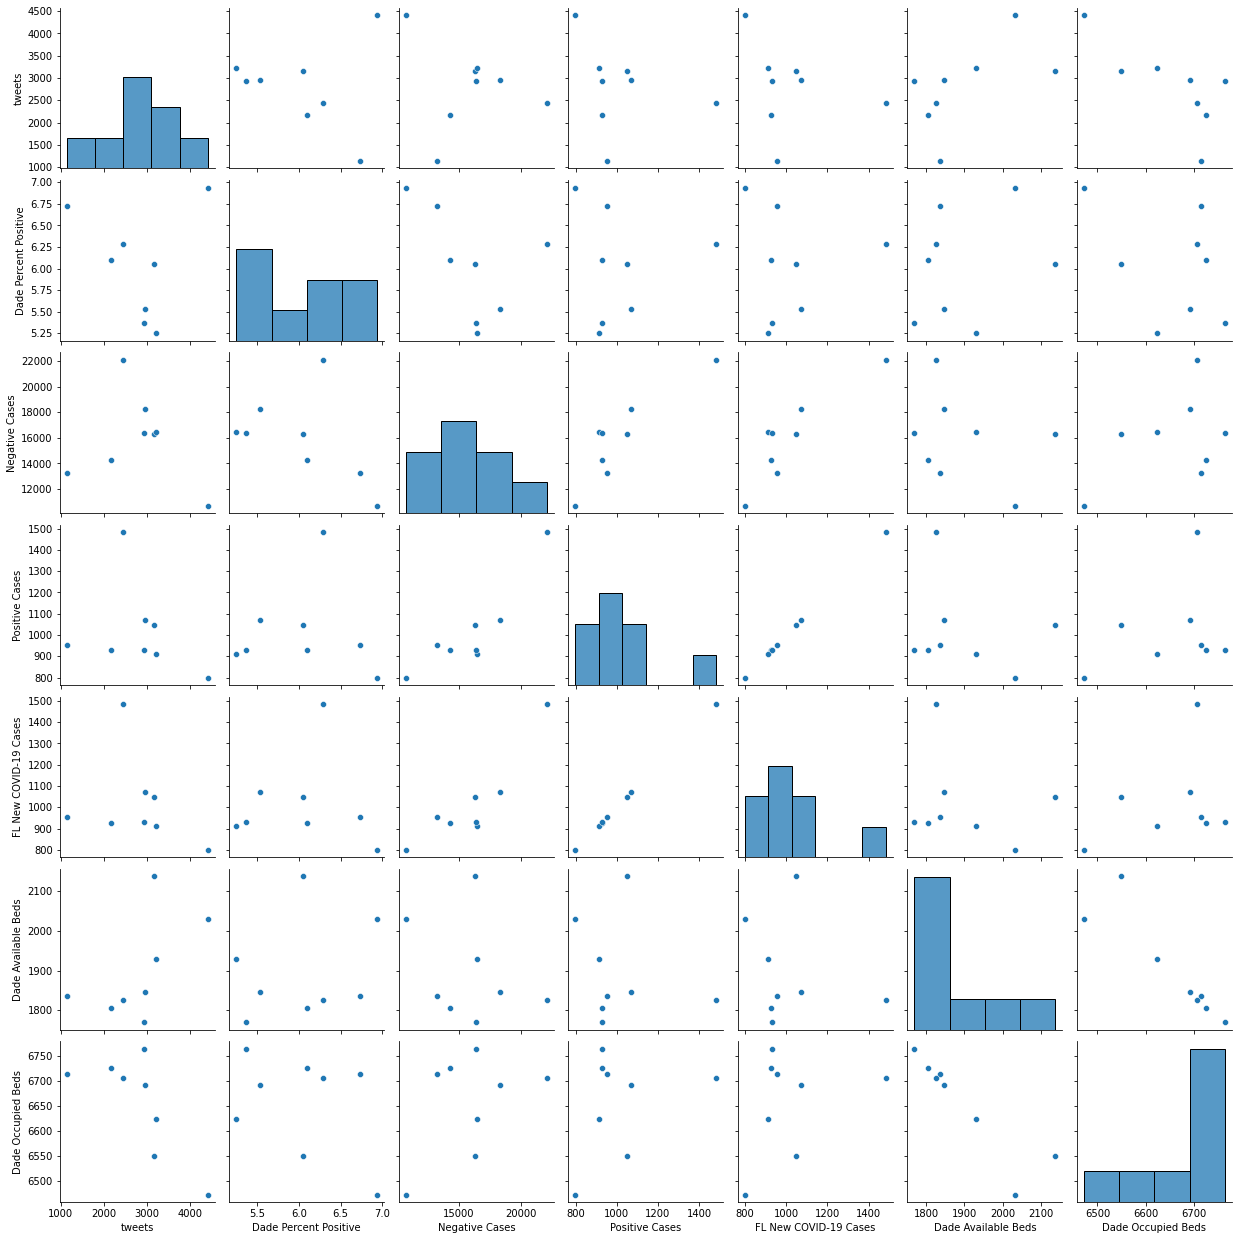 4500
4000
3500
3000
2500
2000
1500
1000
tweets
7.00
6.75
6.50
6.25
6.00
5.75
5.50
5.25
Dade Percent Positive
22000
20000
18000
16000
14000
12000
Negative Cases
1500
1400
1300
1200
1100
1000
900
800
Positive Cases
1500
1400
1300
1200
1100
1000
900
800
FL New COVID-19 Cases
2100
2000
1900
1800
Dade Available Beds
6750
6700
6650
6600
6550
6500
Dade Occupied Beds
1000 2000 3000 4000
tweets
5.5 6.0 6.5 7.0
Dade Percent Positive
15000 20000
Negative Cases
800 1000 1200 1400
Positive Cases
800 1000 1200 1400
FL New COVID-19 Cases
1800 1900 2000 2100
Dade Available Beds
6500 6600 6700
Dade Occupied Beds